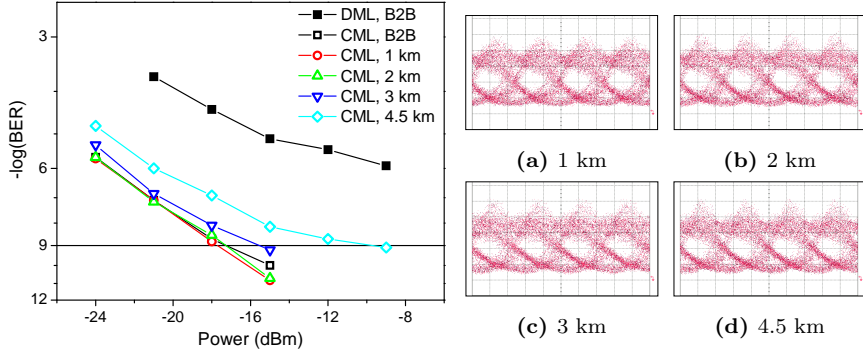 DML, B2B
CML, B2B
CML, 1 km
CML, 2 km
CML, 3 km
CML, 4.5 km
3
6
9
12
-log(BER)
-24
-20
-16
-12
-8
Power (dBm)
(a) 1 km
(b) 2 km
(c) 3 km
(d) 4.5 km